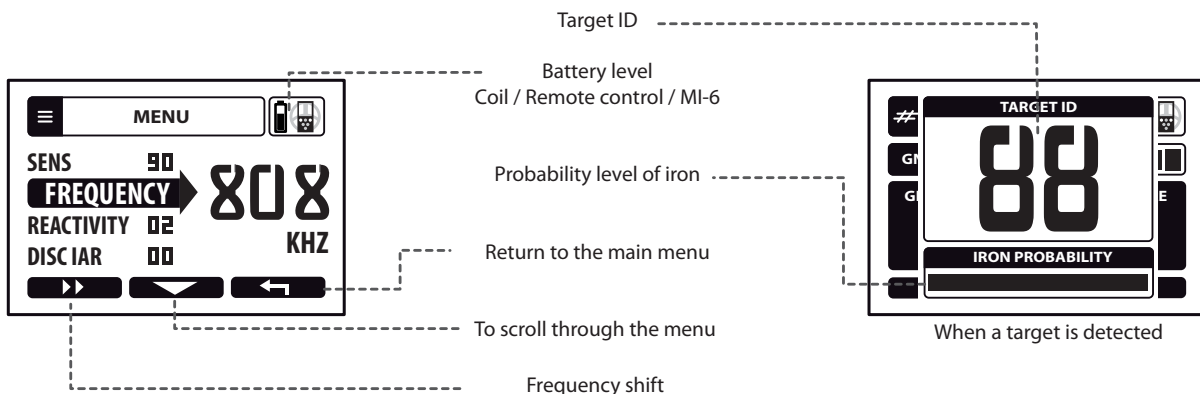 Target ID
Battery level
Coil / Remote control / MI-6
MENU
SENS 90
FREQUENCY 808
REACTIVITY 02
KHZ
DISC IAR 00
Probability level of iron
Return to the main menu
To scroll through the menu
Frequency shift
TARGET ID
88
GN
G
E
IRON PROBABILITY
When a target is detected